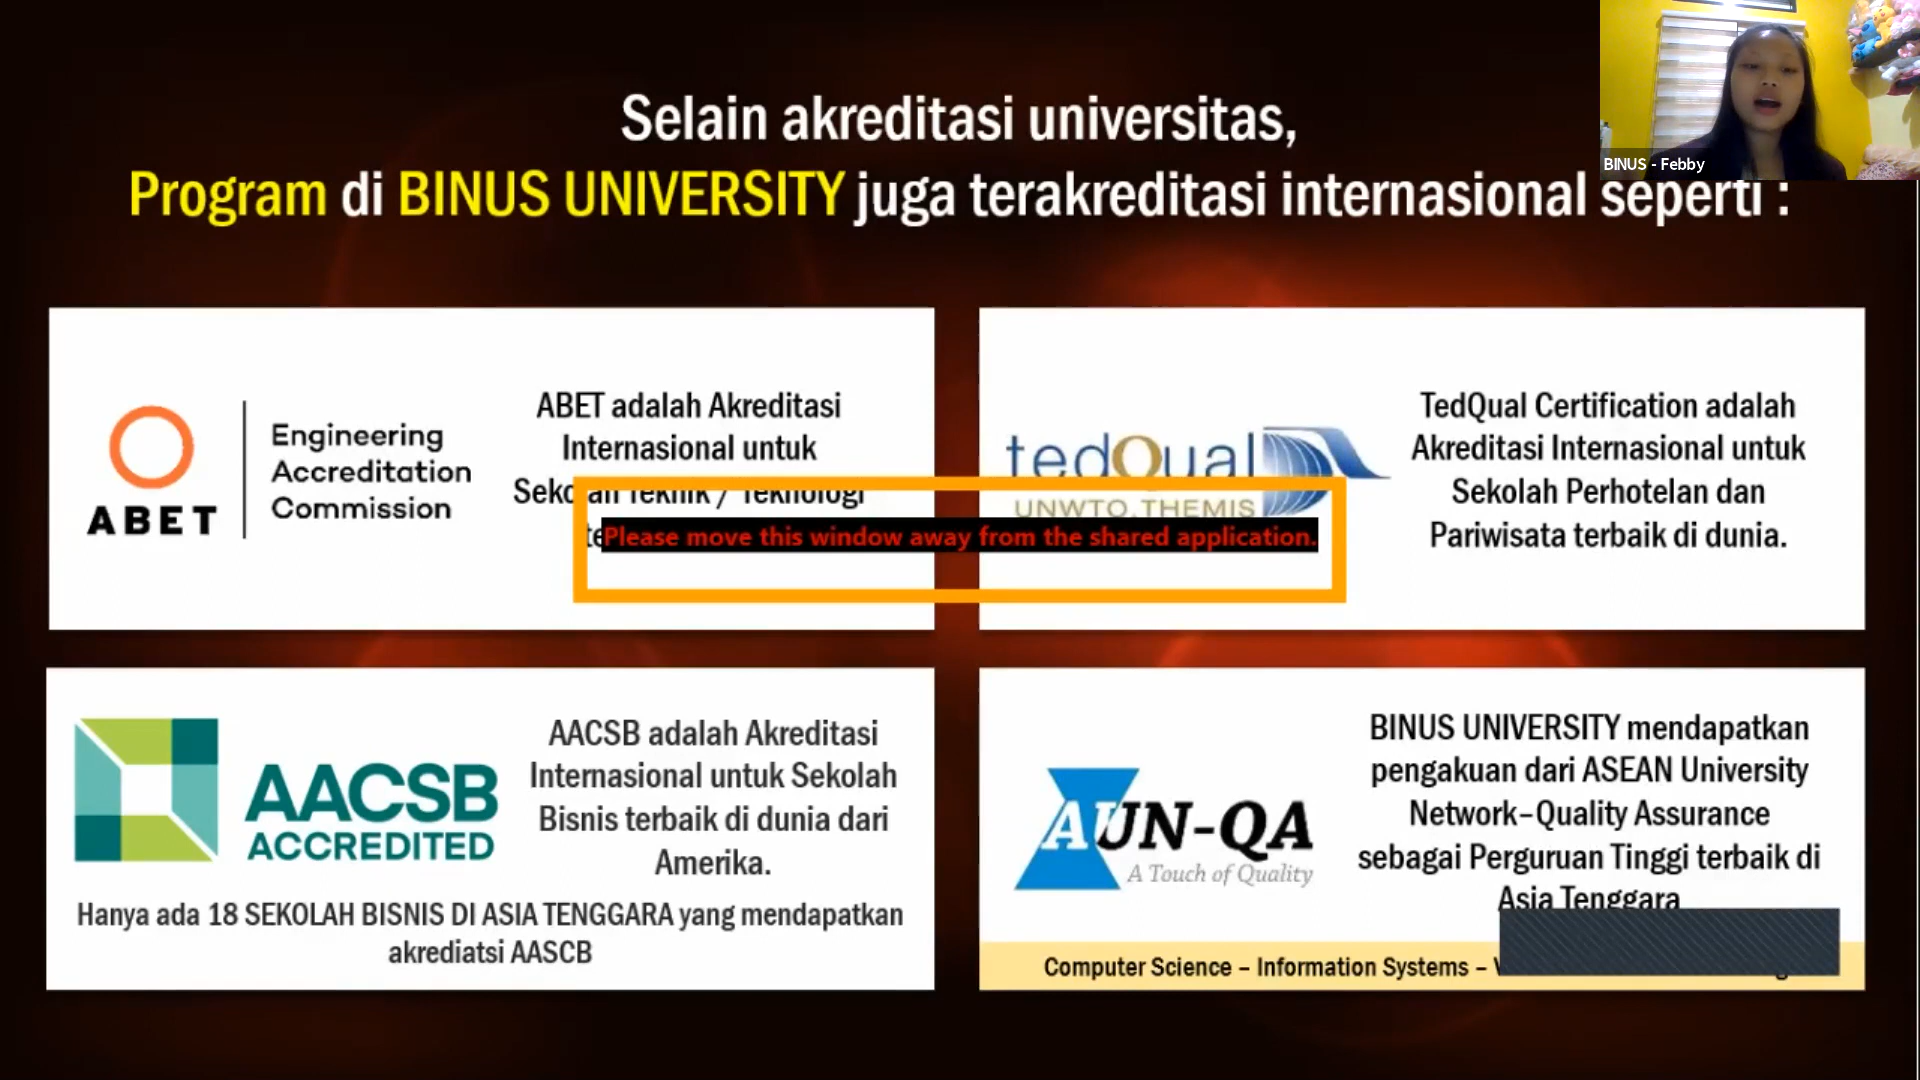 Selain akreditasi universitas,
Program di BINUS UNIVERSITY juga terakreditasi internasional seperti :
BINUS - Febby
ABET
Engineering
Accreditation
Commission
ABET adalah Akreditasi
Internasional untuk
Sekolah Teknik / Teknologi
Please move this window away from the shared application.
tedQual
UNWTO.THEMIS
TedQual Certification adalah
Akreditasi Internasional untuk
Sekolah Perhotelan dan
Pariwisata terbaik di dunia.
AACSB
ACCREDITED
AACSB adalah Akreditasi
Internasional untuk Sekolah
Bisnis terbaik di dunia dari
Amerika.
Hanya ada 18 SEKOLAH BISNIS DI ASIA TENGGARA yang mendapatkan
akrediatsi AASCB
AUN-QA
A Touch of Quality
BINUS UNIVERSITY mendapatkan
pengakuan dari ASEAN University
Network-Quality Assurance
sebagai Perguruan Tinggi terbaik di
Asia Tenggara
Computer Science – Information Systems –